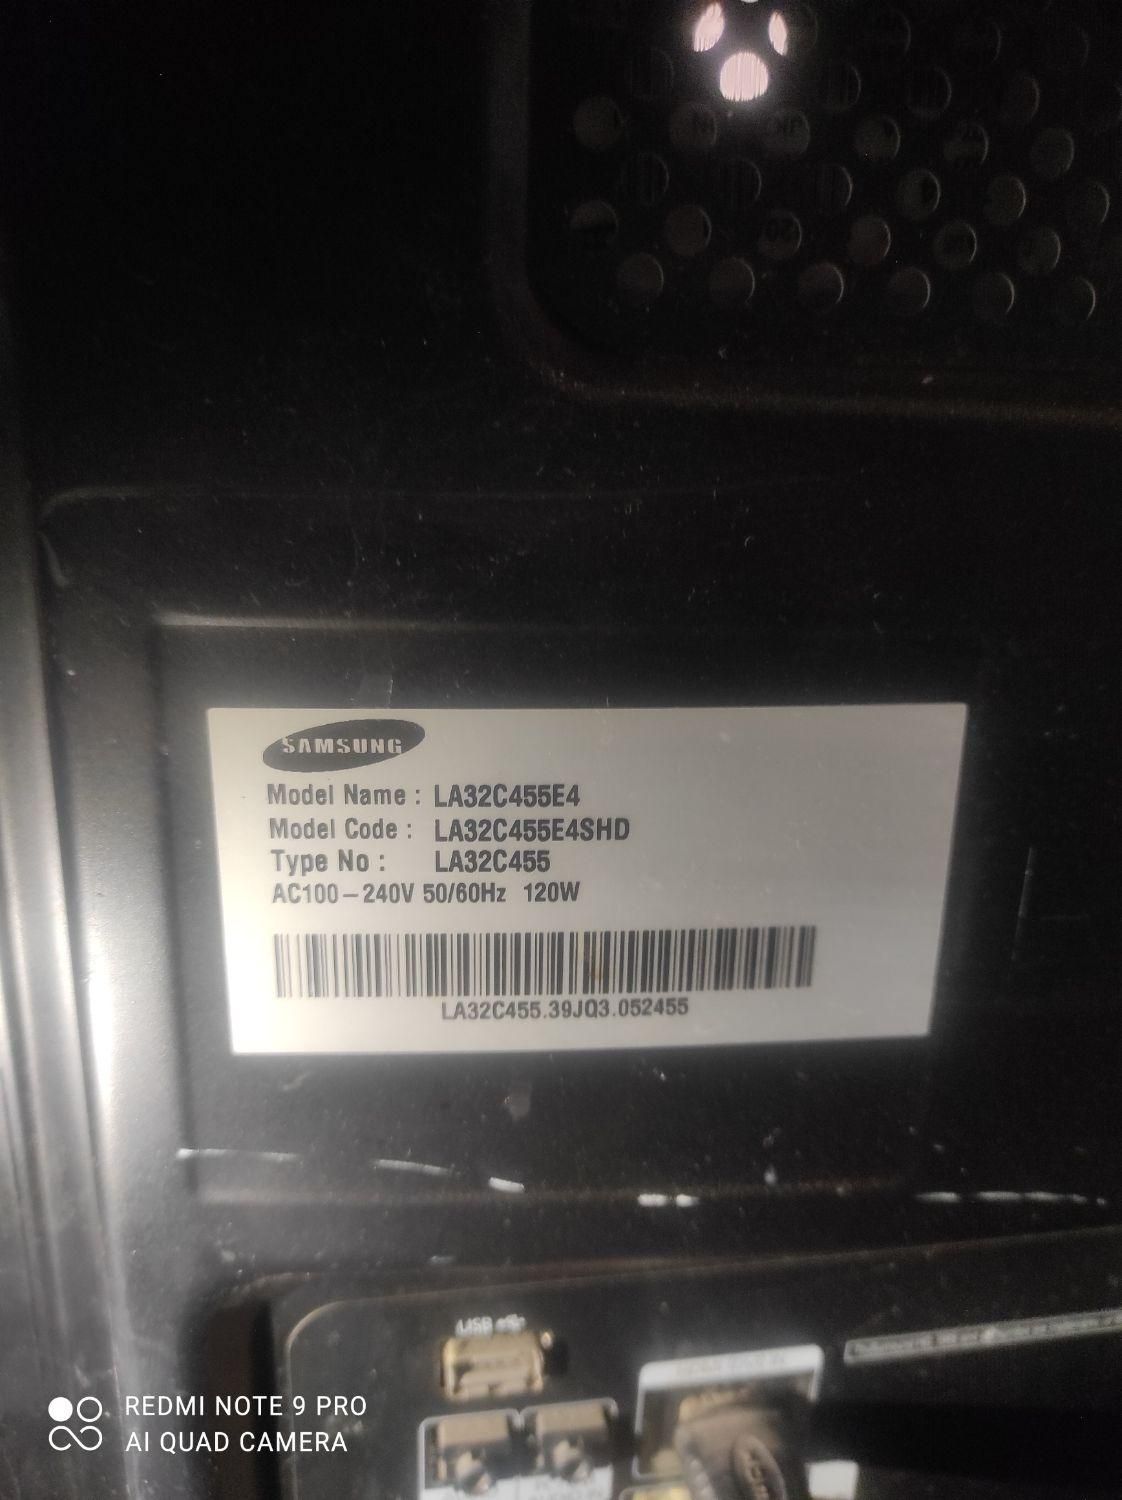 SAMSUNG
Model Name : LA32C455E4
Model Code : LA32C455E4SHD
Type No : LA32C455
AC100-240V 50/60Hz 120W
LA32C455.39JQ3.052455
USB
REDMI NOTE 9 PRO
AI QUAD CAMERA